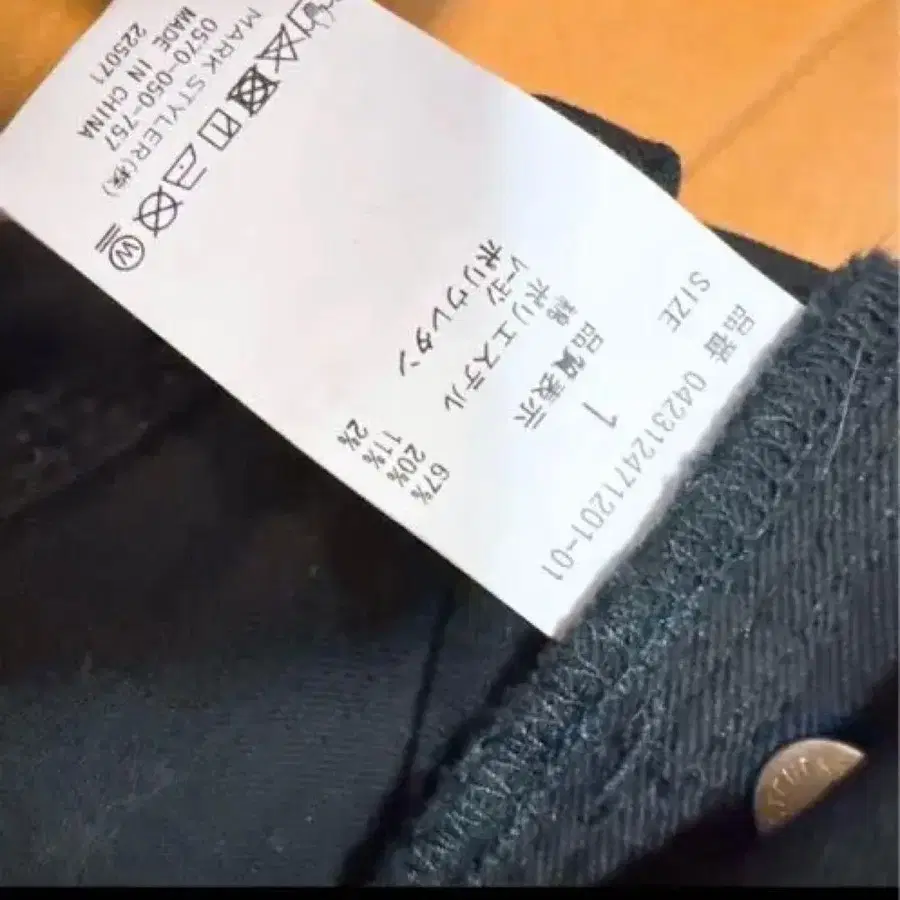 品番 042312471201-01
SIZE 1
品質表示
綿 67%
ポリエステル 20%
レーヨン 11%
ポリウレタン 2%
W
MARK STYLER(株)
0570-050-757
MADE IN CHINA
225071